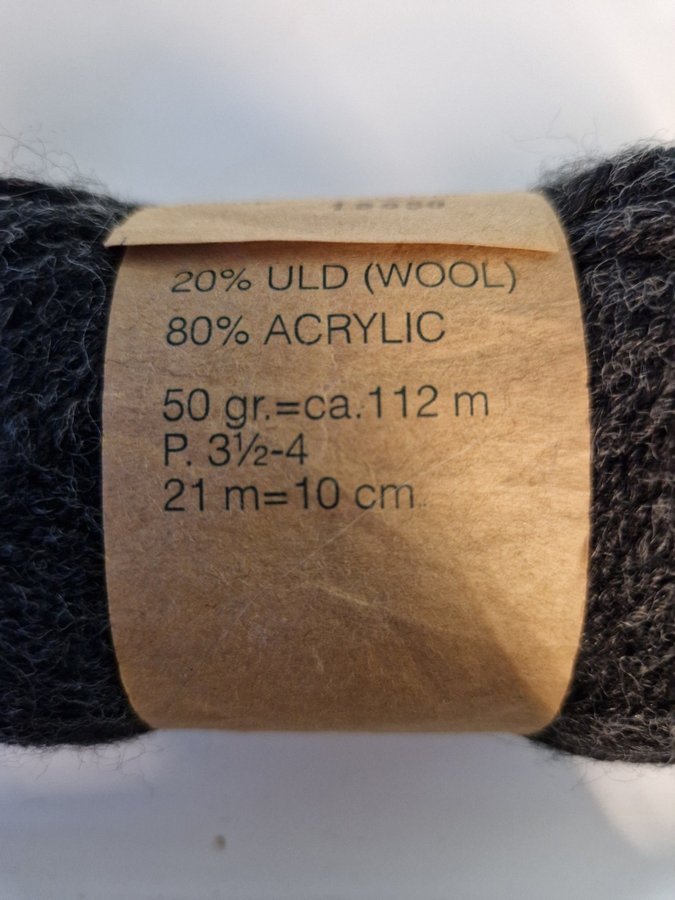 20% ULD (WOOL)
80% ACRYLIC
50 gr.=ca.112 m
P. 3½-4
21 m=10 cm